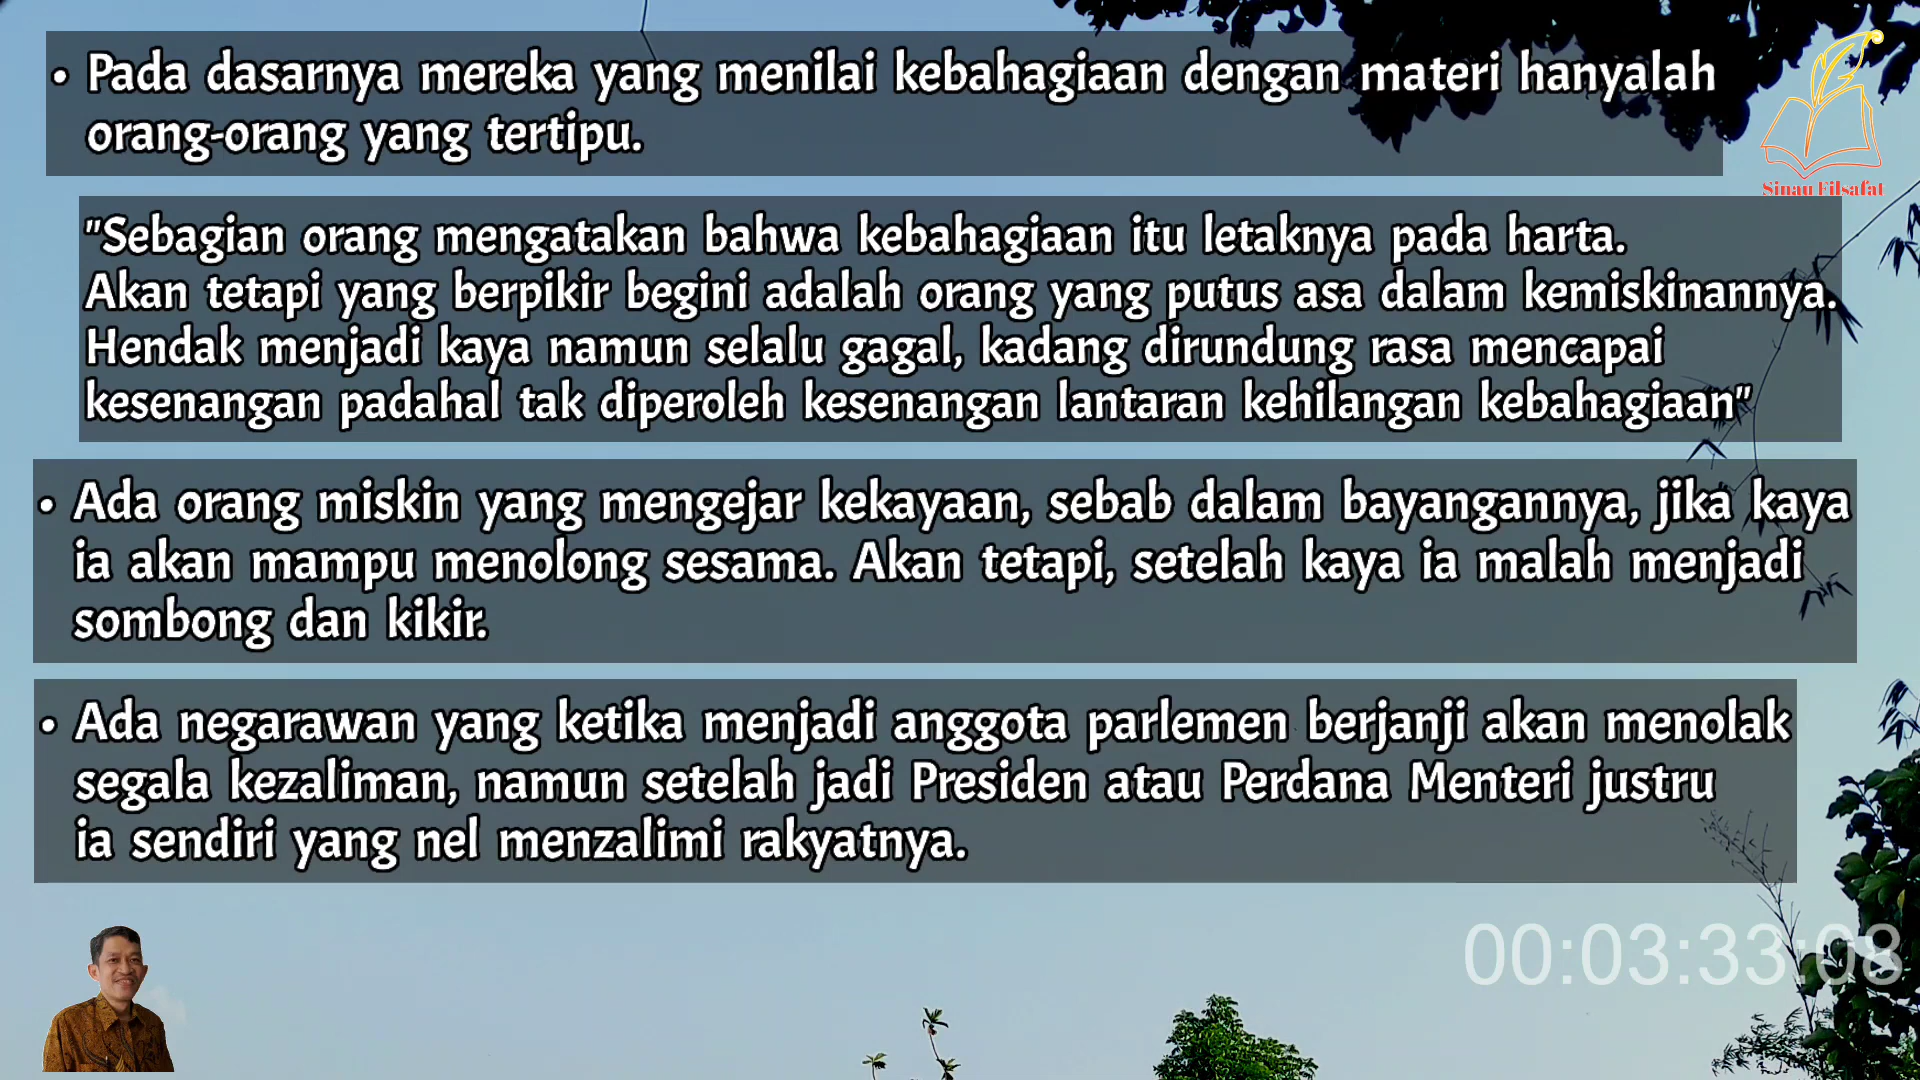 • Pada dasarnya mereka yang menilai kebahagiaan dengan materi hanyalah
orang-orang yang tertipu.
Sinau Filsafat
"Sebagian orang mengatakan bahwa kebahagiaan itu letaknya pada harta.
Akan tetapi yang berpikir begini adalah orang yang putus asa dalam kemiskinannya.
Hendak menjadi kaya namun selalu gagal, kadang dirundung rasa mencapai
kesenangan padahal tak diperoleh kesenangan lantaran kehilangan kebahagiaan"
• Ada orang miskin yang mengejar kekayaan, sebab dalam bayangannya, jika kaya
ia akan mampu menolong sesama. Akan tetapi, setelah kaya ia malah menjadi
sombong dan kikir.
• Ada negarawan yang ketika menjadi anggota parlemen berjanji akan menolak
segala kezaliman, namun setelah jadi Presiden atau Perdana Menteri justru
ia sendiri yang nel menzalimi rakyatnya.
00:03:33:08